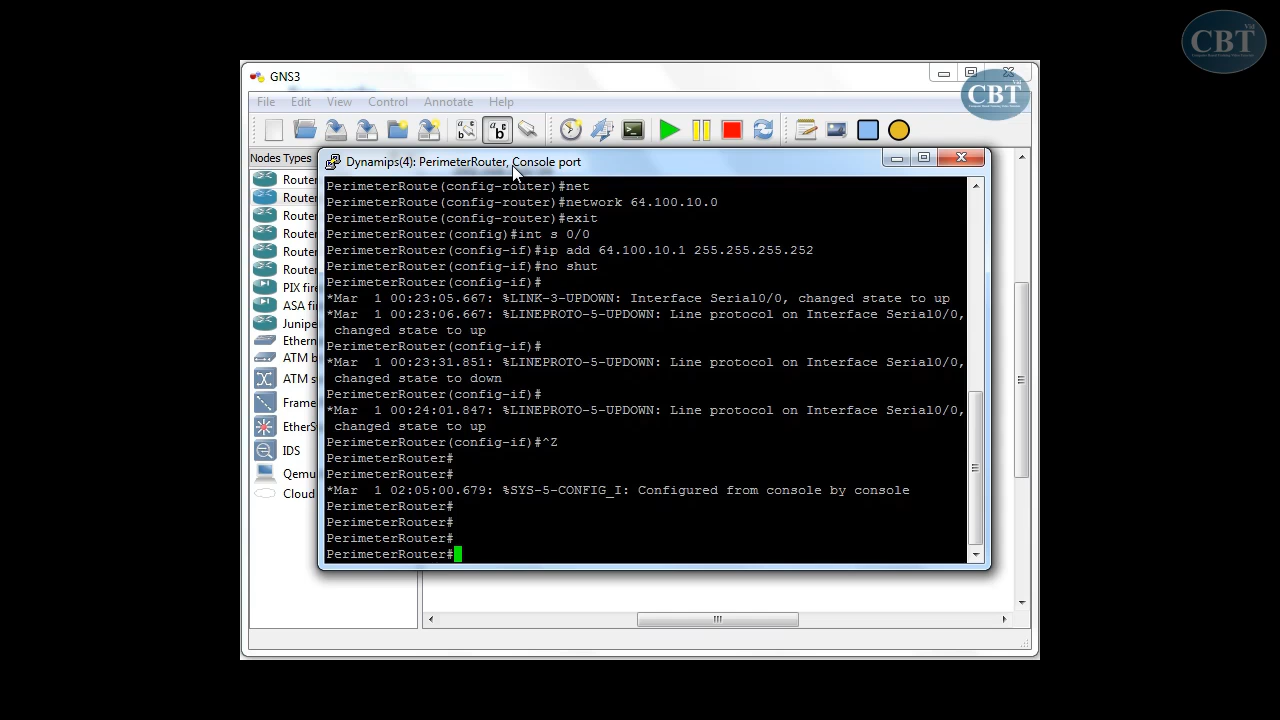 CBT
Vid
GNS3
CBT
File Edit View Control Annotate Help
Nodes Types
Dynamips(4): PerimeterRouter, Console port
Router
Router
Router
Router
Router
Router
PIX fire
ASA fi
Junipe
Ethern
ATM b
ATM s
Frame
EtherS
IDS
Qemu
Cloud
PerimeterRoute(config-router)#net
PerimeterRoute(config-router)#network 64.100.10.0
PerimeterRoute(config-router)#exit
PerimeterRouter(config)#int s 0/0
PerimeterRouter(config-if)#ip add 64.100.10.1 255.255.255.252
PerimeterRouter(config-if)#no shut
PerimeterRouter(config-if)#
*Mar  1 00:23:05.667: %LINK-3-UPDOWN: Interface Serial0/0, changed state to up
*Mar  1 00:23:06.667: %LINEPROTO-5-UPDOWN: Line protocol on Interface Serial0/0,
changed state to up
PerimeterRouter(config-if)#
*Mar  1 00:23:31.851: %LINEPROTO-5-UPDOWN: Line protocol on Interface Serial0/0,
changed state to down
PerimeterRouter(config-if)#
*Mar  1 00:24:01.847: %LINEPROTO-5-UPDOWN: Line protocol on Interface Serial0/0,
changed state to up
PerimeterRouter(config-if)#^Z
PerimeterRouter#
PerimeterRouter#
*Mar  1 02:05:00.679: %SYS-5-CONFIG_I: Configured from console by console
PerimeterRouter#
PerimeterRouter#
PerimeterRouter#
PerimeterRouter#